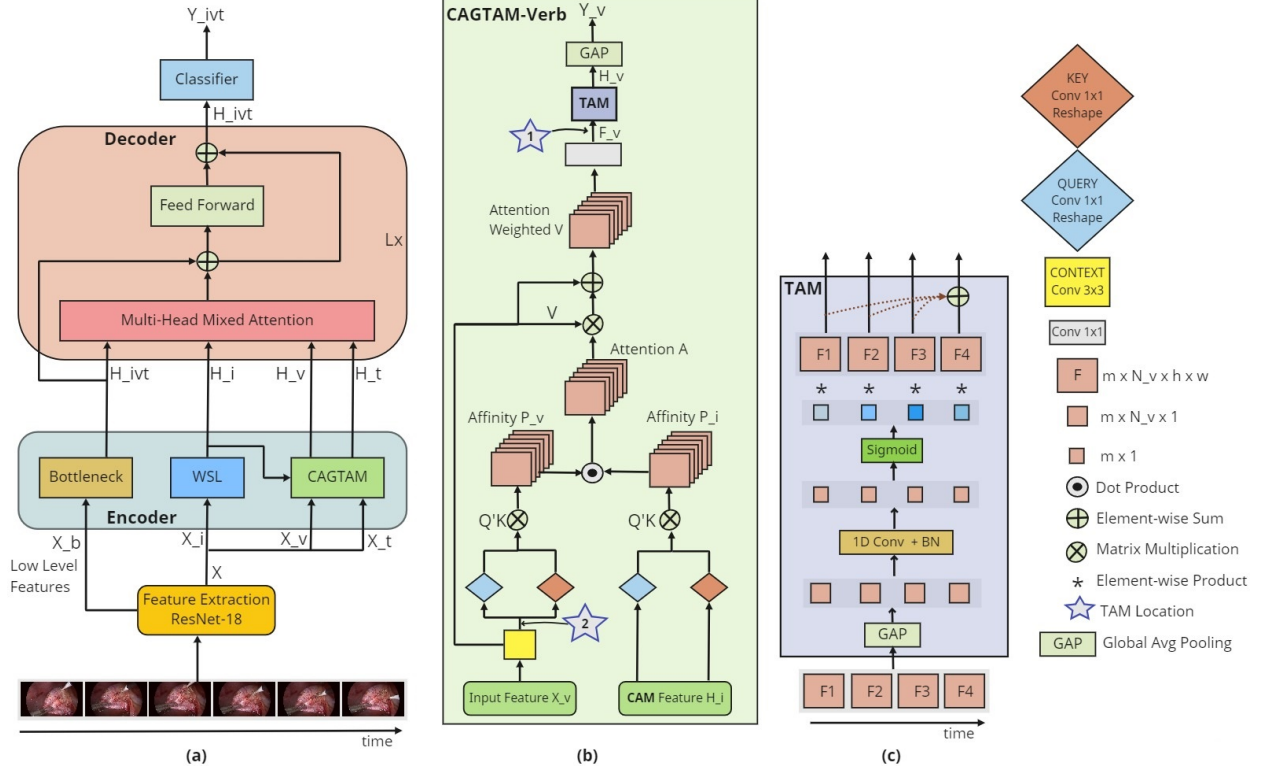 Y_ivt
Classifier
H_ivt
Decoder
Feed Forward
Lx
Multi-Head Mixed Attention
H_ivt
H_i
H_v
H_t
Bottleneck
WSL
CAGTAM
Encoder
X_b
X_i
X_v
X_t
Low Level
Features
X
Feature Extraction
ResNet-18
time
(a)
CAGTAM-Verb
Y_v
GAP
H_v
TAM
1
F_v
Attention
Weighted V
V
Attention A
Affinity P_v
Affinity P_i
Q'K
Q'K
2
Input Feature X_v
CAM Feature H_i
(b)
TAM
F1
F2
F3
F4
*
*
*
*
Sigmoid
1D Conv + BN
GAP
F1
F2
F3
F4
time
(c)
KEY
Conv 1x1
Reshape
QUERY
Conv 1x1
Reshape
CONTEXT
Conv 3x3
Conv 1x1
F
m x N_v x h x w
m x N_v x 1
m x 1
Dot Product
Element-wise Sum
Matrix Multiplication
* Element-wise Product
TAM Location
GAP
Global Avg Pooling